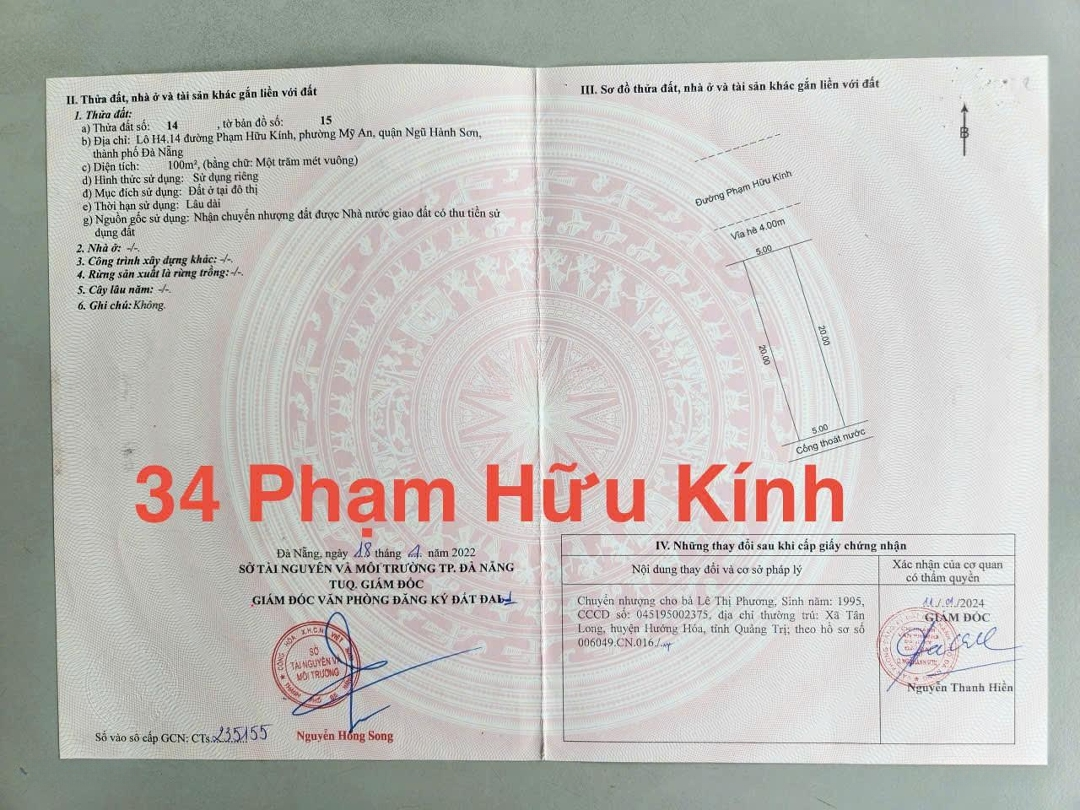 II. Thửa đất, nhà ở và tài sản khác gắn liền với đất
1. Thửa đất:
a) Thửa đất số: 14 , tờ bản đồ số: 15
b) Địa chỉ: Lô H4.14 đường Phạm Hữu Kính, phường Mỹ An, quận Ngũ Hành Sơn,
thành phố Đà Nẵng
c) Diện tích: 100m², (bằng chữ: Một trăm mét vuông)
d) Hình thức sử dụng: Sử dụng riêng
đ) Mục đích sử dụng: Đất ở tại đô thị
e) Thời hạn sử dụng: Lâu dài
g) Nguồn gốc sử dụng: Nhận chuyển nhượng đất được Nhà nước giao đất có thu tiền sử
dụng đất
2. Nhà ở: -/-.
3. Công trình xây dựng khác: -/-.
4. Rừng sản xuất là rừng trồng: -/-.
5. Cây lâu năm: -/-.
6. Ghi chú: Không.
III. Sơ đồ thửa đất, nhà ở và tài sản khác gắn liền với đất
B
Đường Phạm Hữu Kính
Vỉa hè 4.00m
5.00
20.00
20.00
5.00
Cống thoát nước
34 Phạm Hữu Kính
Đà Nẵng, ngày 18 tháng 4 năm 2022
SỞ TÀI NGUYÊN VÀ MÔI TRƯỜNG TP. ĐÀ NẴNG
TUQ. GIÁM ĐỐC
GIÁM ĐỐC VĂN PHÒNG ĐĂNG KÝ ĐẤT ĐAI
SỞ
TÀI NGUYÊN VÀ
MÔI TRƯỜNG
Nguyễn Hồng Song
Số vào sổ cấp GCN: CTs 235155
IV. Những thay đổi sau khi cấp giấy chứng nhận
Nội dung thay đổi và cơ sở pháp lý
Xác nhận của cơ quan
có thẩm quyền
Chuyển nhượng cho bà Lê Thị Phương, Sinh năm: 1995,
CCCD số: 045195002375, địa chỉ thường trú: Xã Tân
Long, huyện Hướng Hóa, tỉnh Quảng Trị; theo hồ sơ số
006049.CN.016./.
11/01/2024
GIÁM ĐỐC
Nguyễn Thanh Hiền